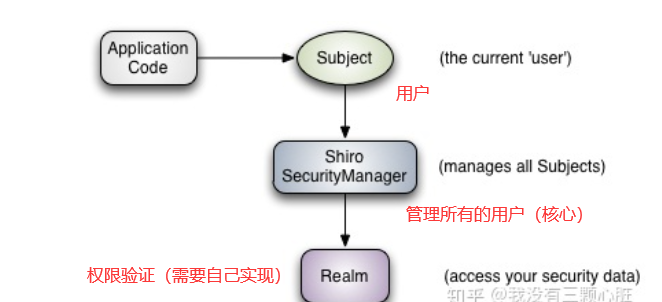 Application
Code
Subject
(the current 'user')
用户
Shiro
SecurityManager
(manages all Subjects)
管理所有的用户（核心）
权限验证（需要自己实现）
Realm
(access your security data)
知乎 @我没有三颗心脏